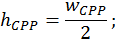 h_CPP = w_CPP / 2 ;